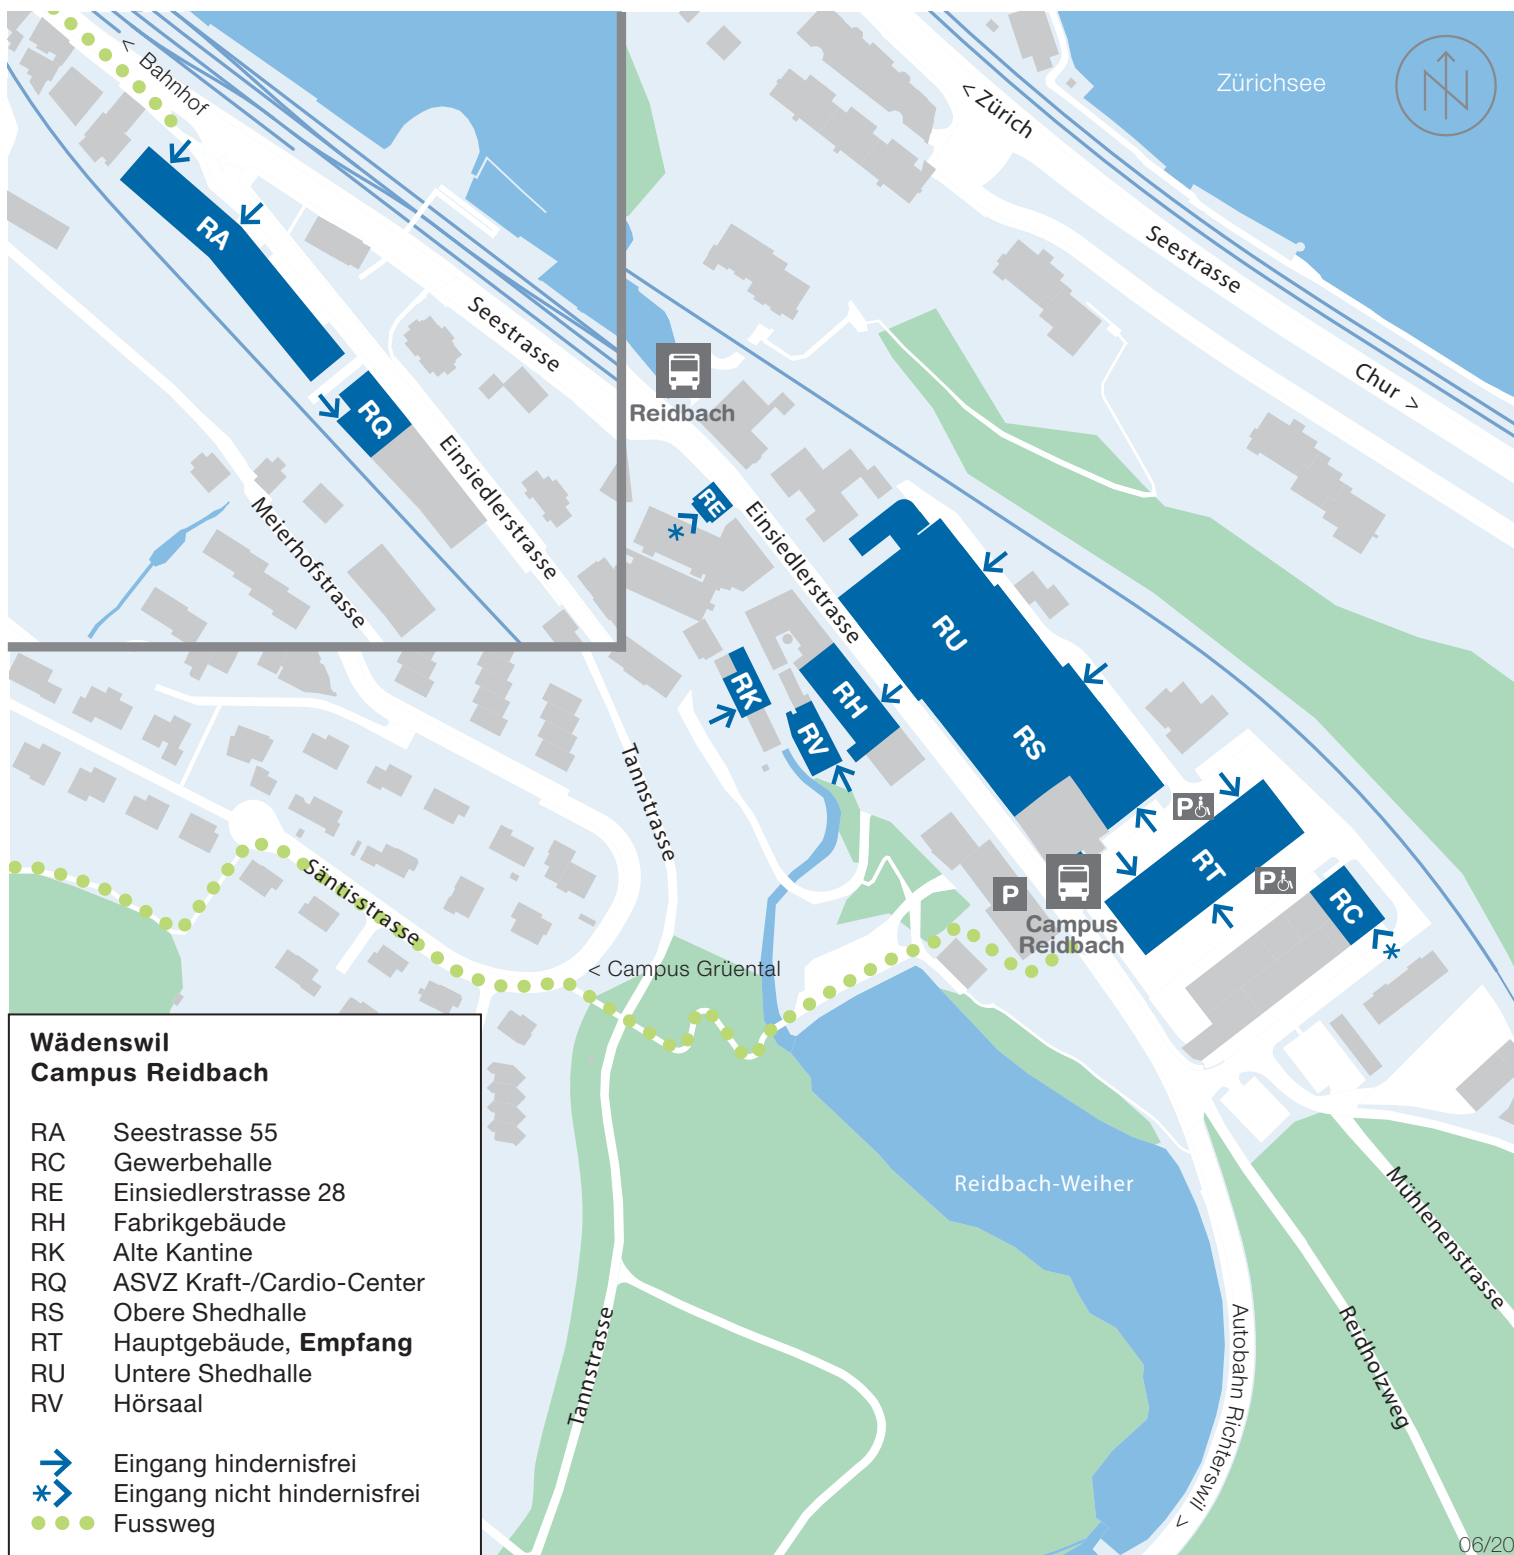 < Bahnhof
Zürichsee
N
< Zürich
Seestrasse
Chur >
RA
Seestrasse
Reidbach
RQ
Einsiedlerstrasse
Meierhofstrasse
RE
*
Einsiedlerstrasse
RU
RK
RH
RV
RS
Tannstrasse
P
RT
P
RC
*
P
Campus
Reidbach
Säntisstrasse
< Campus Grüental
Reidbach-Weiher
Mühlenenstrasse
Reidholzweg
Autobahn Richterswil >
Tannstrasse
Wädenswil
Campus Reidbach
RA Seestrasse 55
RC Gewerbehalle
RE Einsiedlerstrasse 28
RH Fabrikgebäude
RK Alte Kantine
RQ ASVZ Kraft-/Cardio-Center
RS Obere Shedhalle
RT Hauptgebäude, Empfang
RU Untere Shedhalle
RV Hörsaal
Eingang hindernisfrei
* Eingang nicht hindernisfrei
Fussweg
06/20